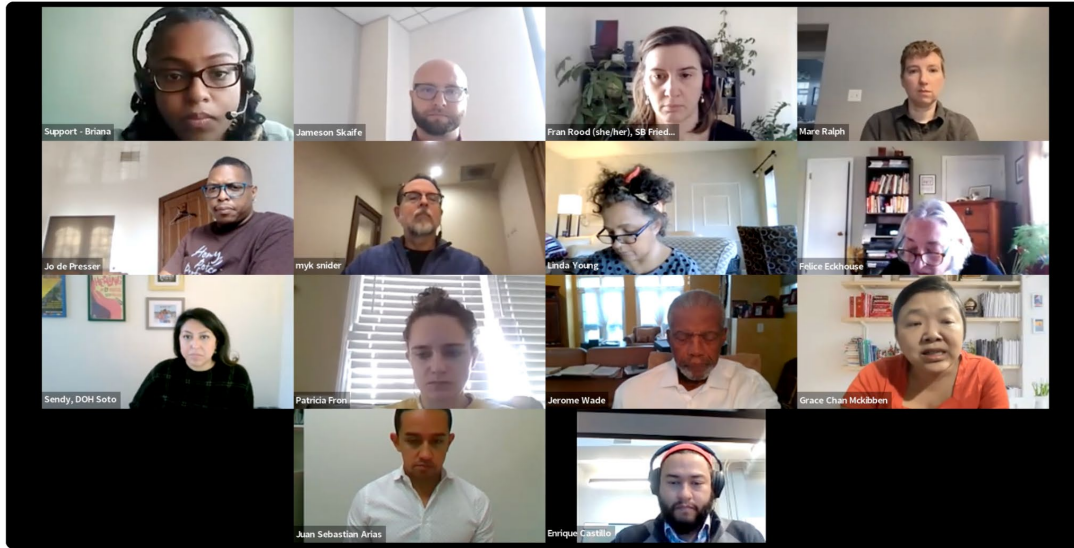 Support - Briana
Jameson Skaife
Fran Rood (she/her), SB Fried...
Mare Ralph
Jo de Presser
myk snider
Linda Young
Felice Eckhouse
Sendy, DOH Soto
Patricia Fron
Jerome Wade
Grace Chan Mckibben
Juan Sebastian Arias
Enrique Castillo